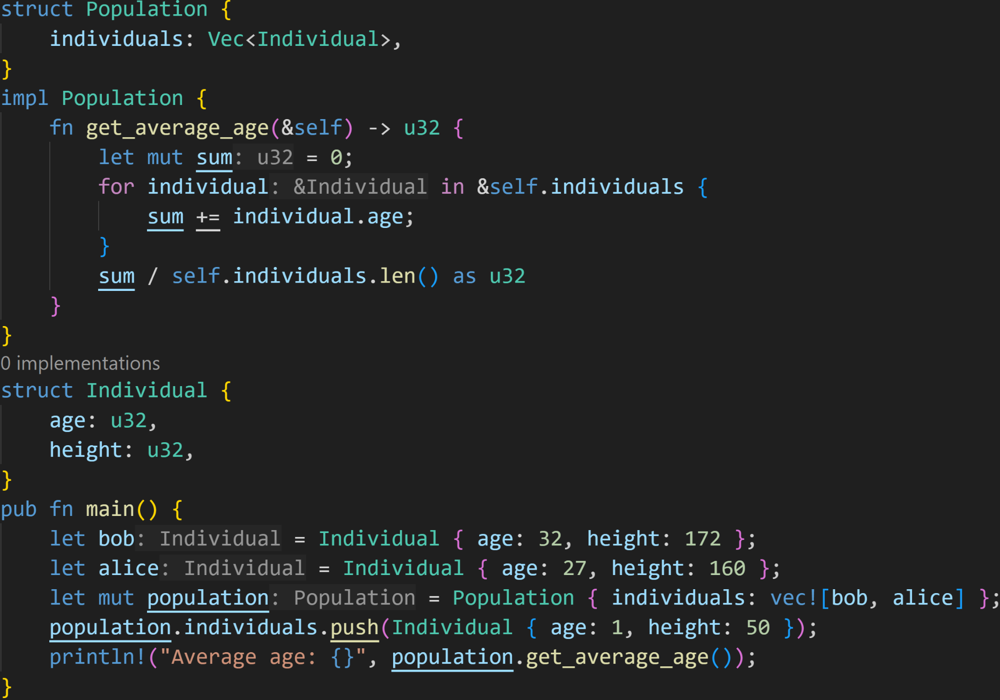 struct Population {
    individuals: Vec<Individual>,
}
impl Population {
    fn get_average_age(&self) -> u32 {
        let mut sum: u32 = 0;
        for individual: &Individual in &self.individuals {
            sum += individual.age;
        }
        sum / self.individuals.len() as u32
    }
}
0 implementations
struct Individual {
    age: u32,
    height: u32,
}
pub fn main() {
    let bob: Individual = Individual { age: 32, height: 172 };
    let alice: Individual = Individual { age: 27, height: 160 };
    let mut population: Population = Population { individuals: vec![bob, alice] };
    population.individuals.push(Individual { age: 1, height: 50 });
    println!("Average age: {}", population.get_average_age());
}